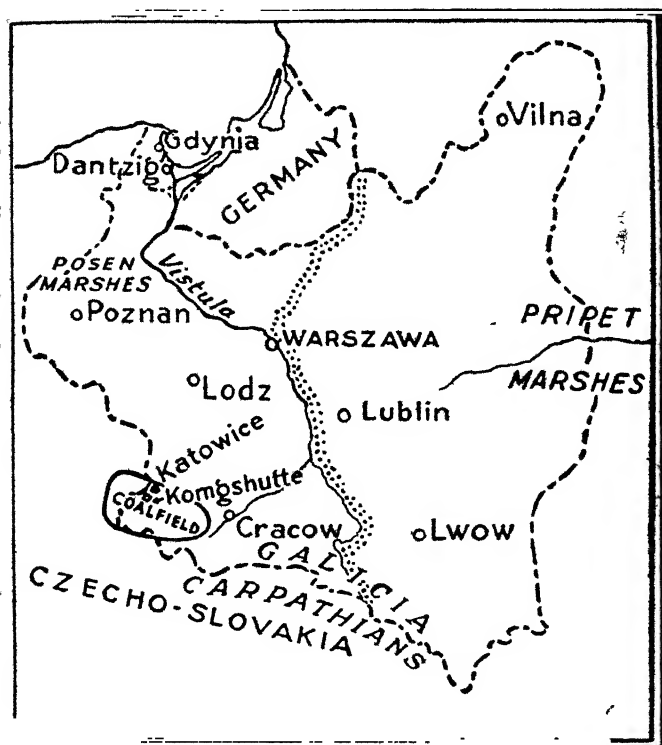 Vilna
Gdynia
Dantzig
GERMANY
POSEN
MARSHES
Vistula
Poznan
PRIPET
WARSZAWA
MARSHES
Lodz
Lublin
Katowice
Komgshutte
COALFIELD
Cracow
Lwow
GALICIA
CARPATHIANS
CZECHO-SLOVAKIA